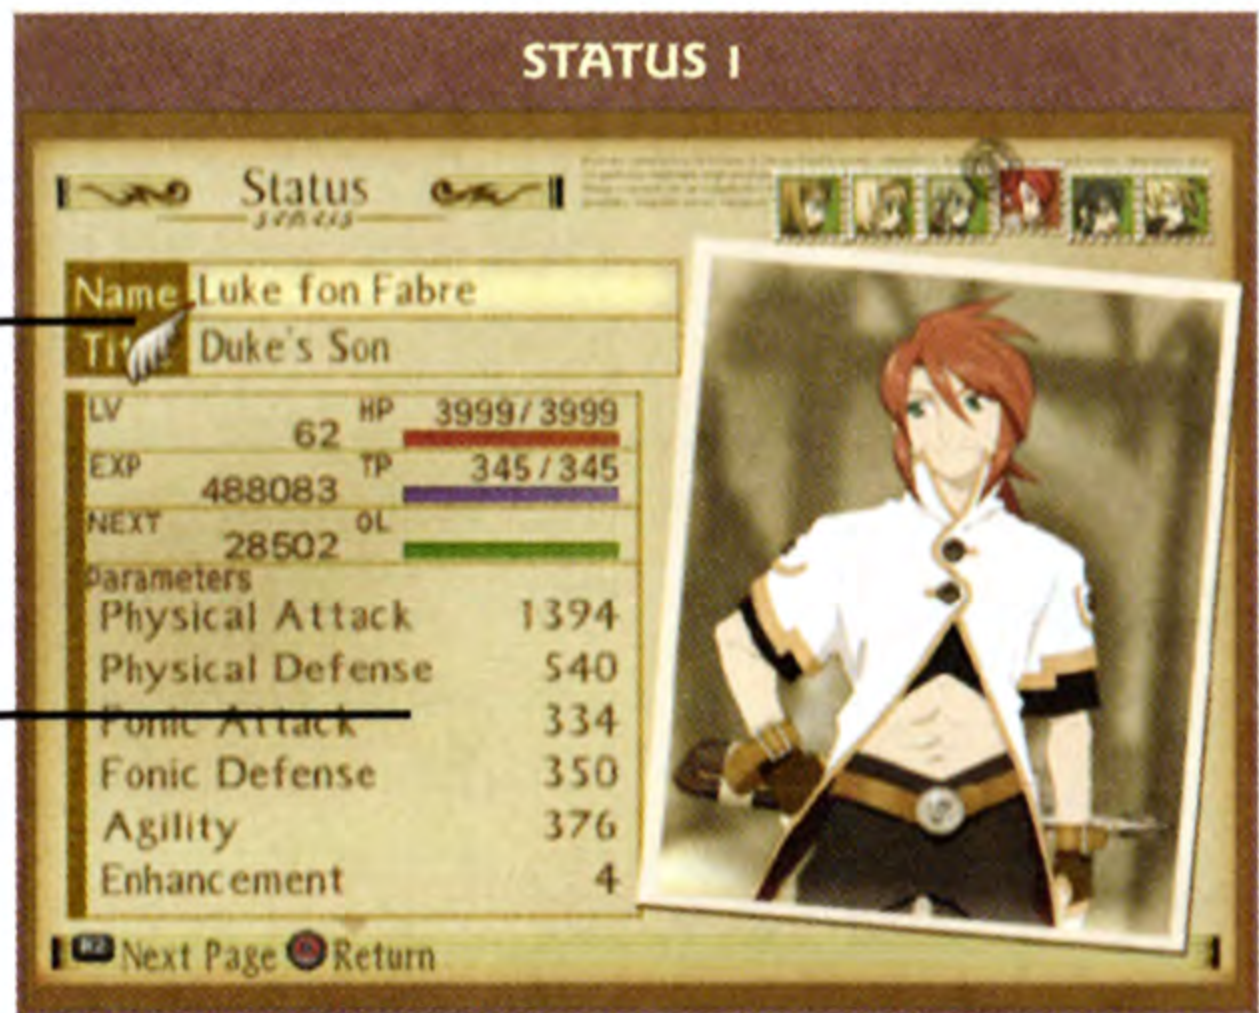 STATUS 1
Status
Name Luke fon Fabre
Title Duke's Son
LV 62 HP 3999/3999
EXP 488083 TP 345/345
NEXT 28502 OL
Parameters
Physical Attack 1394
Physical Defense 540
Fonic Attack 334
Fonic Defense 350
Agility 376
Enhancement 4
R2 Next Page Return